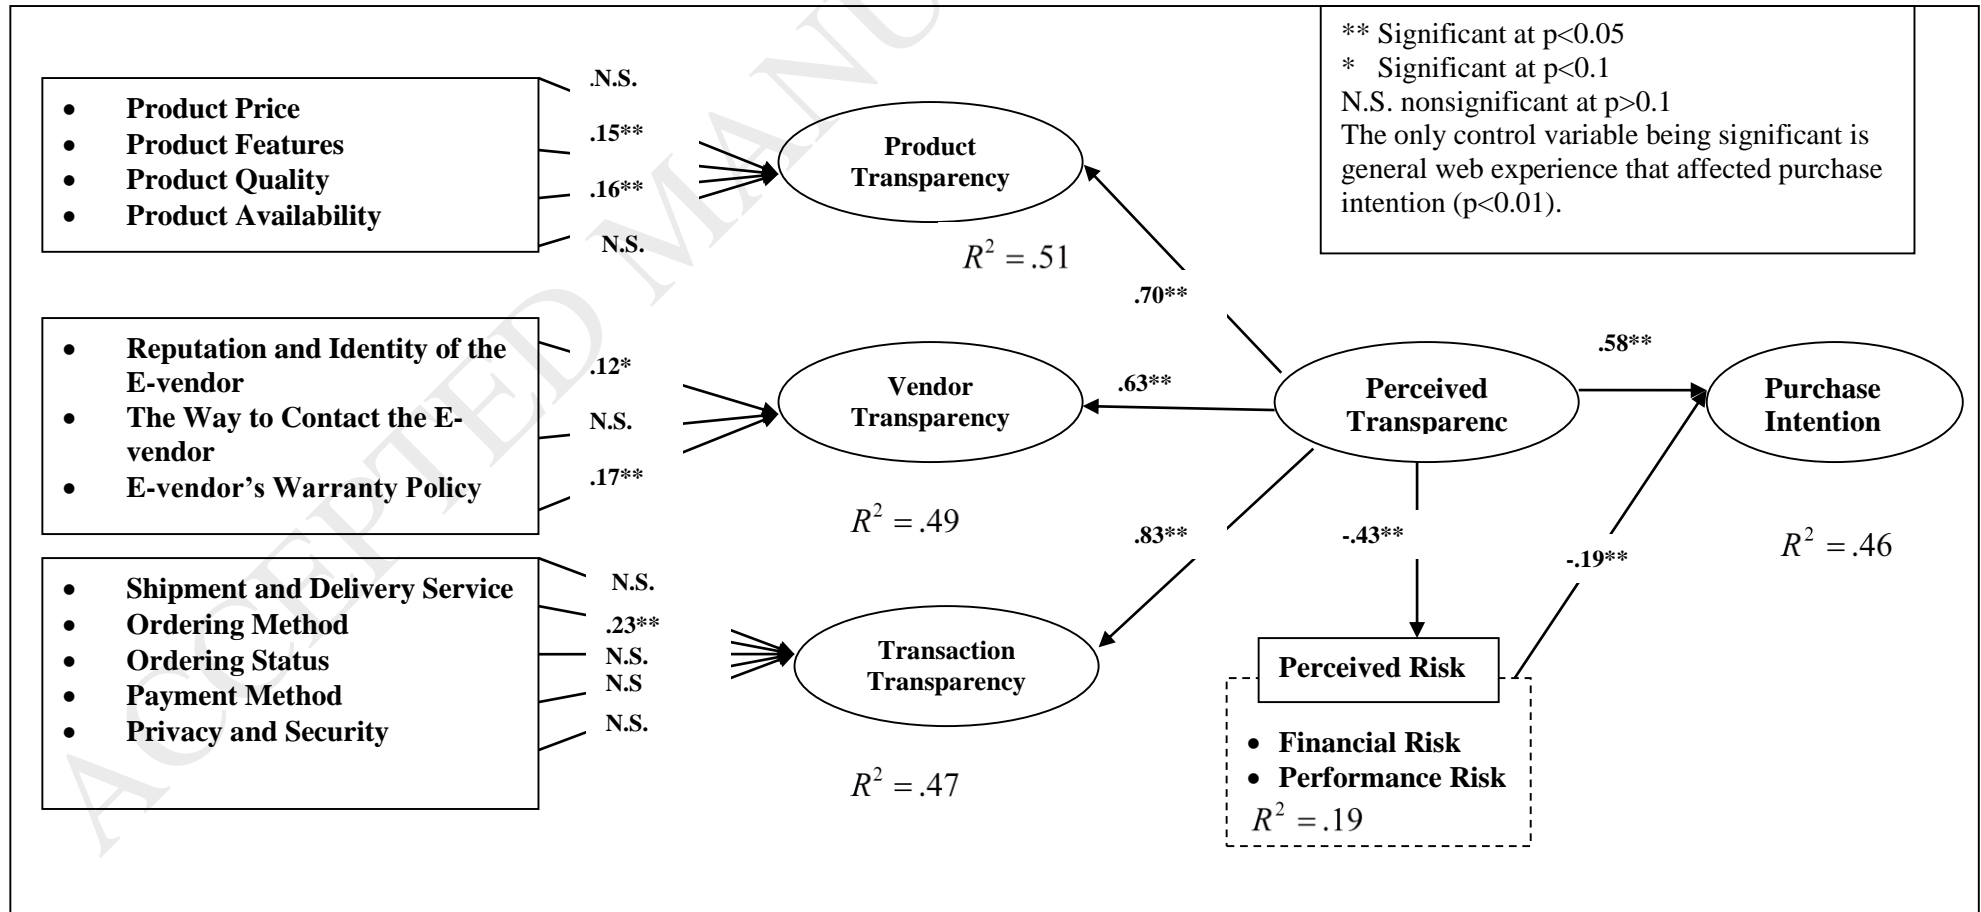 ** Significant at p<0.05
* Significant at p<0.1
N.S. nonsignificant at p>0.1
The only control variable being significant is
general web experience that affected purchase
intention (p<0.01).
• Product Price
• Product Features
• Product Quality
• Product Availability
.N.S.
.15**
.16**
N.S.
Product
Transparency
R² = .51
• Reputation and Identity of the
E-vendor
• The Way to Contact the E-
vendor
• E-vendor’s Warranty Policy
.12*
N.S.
.17**
Vendor
Transparency
R² = .49
• Shipment and Delivery Service
• Ordering Method
• Ordering Status
• Payment Method
• Privacy and Security
N.S.
.23**
N.S.
N.S
N.S.
Transaction
Transparency
R² = .47
.70**
.63**
.83**
Perceived
Transparenc
.58**
-.43**
-.19**
Purchase
Intention
R² = .46
Perceived Risk
• Financial Risk
• Performance Risk
R² = .19
ACCEPTED MANU